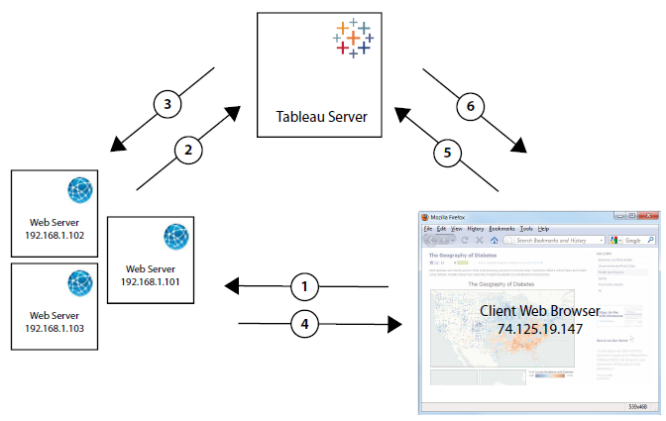 Tableau Server
3
6
2
5
Web Server
192.168.1.102
Web Server
192.168.1.101
Web Server
192.168.1.103
1
4
Mozilla Firefox
File Edit View History Bookmarks Tools Help
Search Bookmarks and History
Google
The Geography of Diabetes
The Geography of Diabetes
Client Web Browser
74.125.19.147